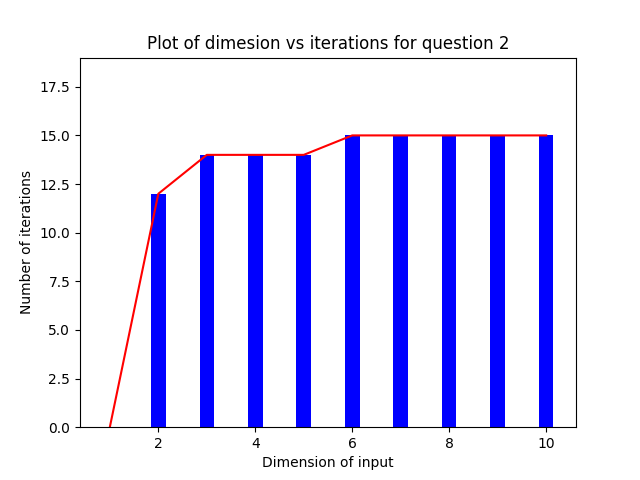 Plot of dimesion vs iterations for question 2
17.5
15.0
12.5
10.0
7.5
5.0
2.5
0.0
Number of iterations
2 4 6 8 10
Dimension of input